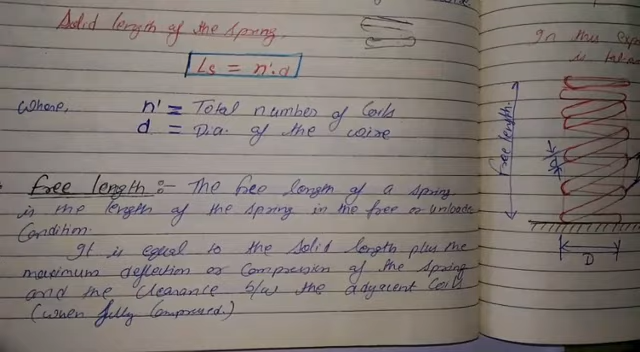 Solid length of the spring.
Ls = n'.d
where,
n' = Total number of Coils
d = Dia. of the wire
Free length :- The free length of a spring
is the length of the spring in the free or unloaded
Condition.
It is equal to the solid length plus the
maximum deflection or compression of the spring
and the clearance b/w the adjacent Coils
(when fully Compressed.)
In this
is
Free length.
D